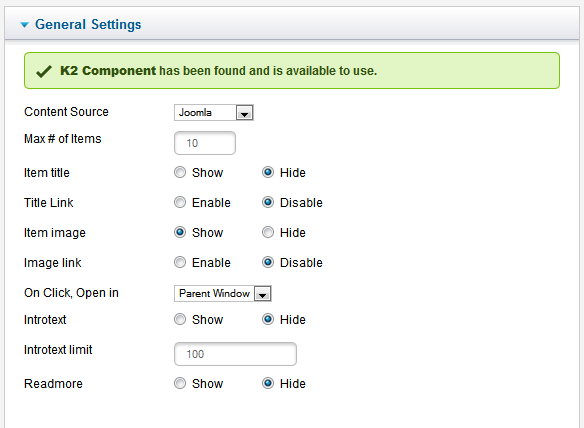 General Settings
K2 Component has been found and is available to use.
Content Source Joomla
Max # of Items 10
Item title Show Hide
Title Link Enable Disable
Item image Show Hide
Image link Enable Disable
On Click, Open in Parent Window
Introtext Show Hide
Introtext limit 100
Readmore Show Hide